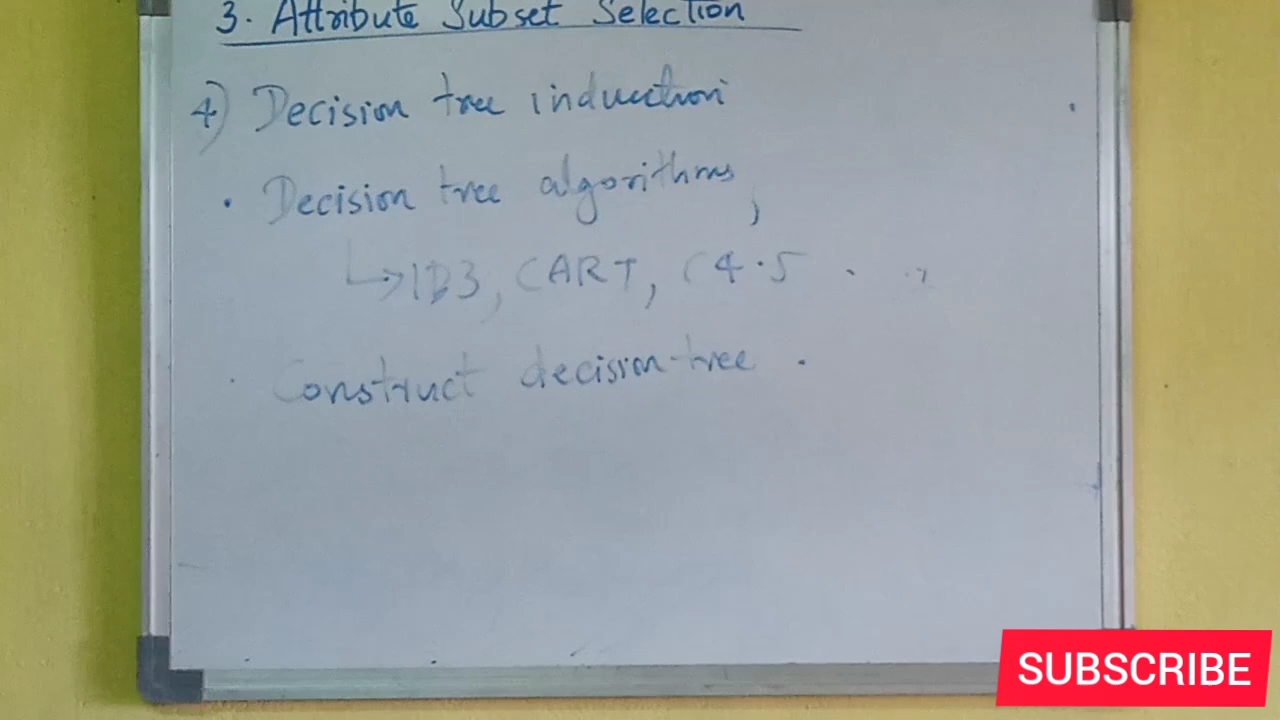 3. Attribute Subset Selection
4) Decision tree induction
• Decision tree algorithms,
↳ ID3, CART, C4.5
• Construct decision-tree.
SUBSCRIBE